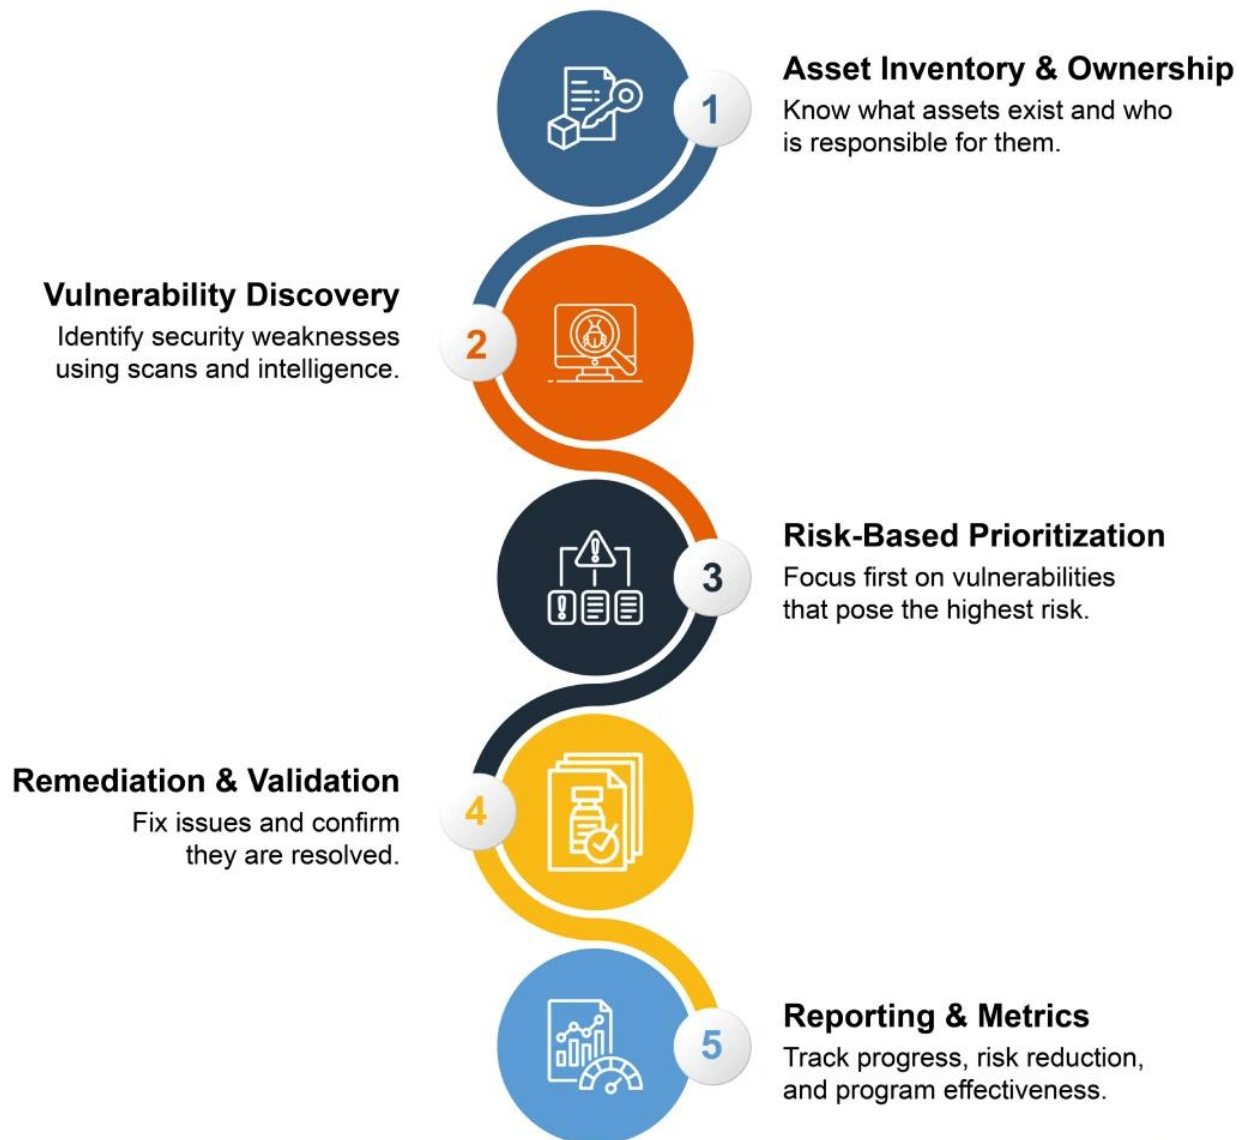 1
Asset Inventory & Ownership
Know what assets exist and who
is responsible for them.
Vulnerability Discovery
Identify security weaknesses
using scans and intelligence.
2
3
Risk-Based Prioritization
Focus first on vulnerabilities
that pose the highest risk.
Remediation & Validation
Fix issues and confirm
they are resolved.
4
5
Reporting & Metrics
Track progress, risk reduction,
and program effectiveness.